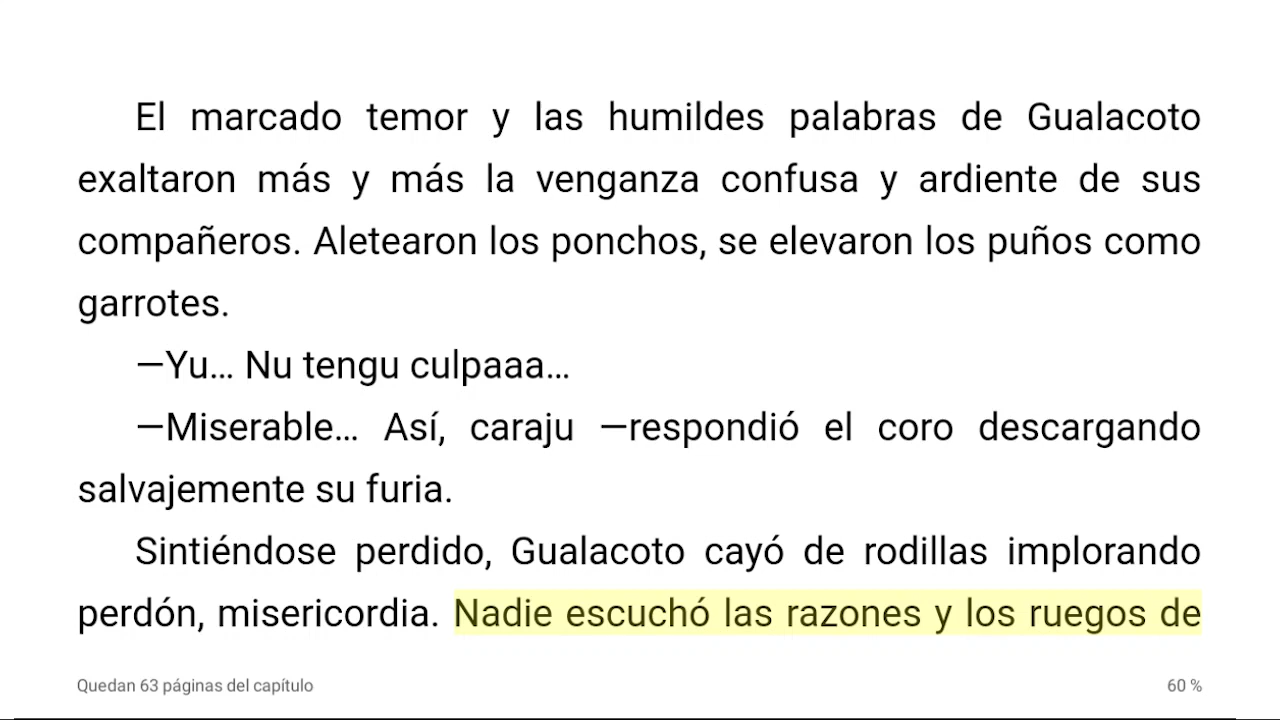 El marcado temor y las humildes palabras de Gualacoto
exaltaron más y más la venganza confusa y ardiente de sus
compañeros. Aletearon los ponchos, se elevaron los puños como
garrotes.
—Yu… Nu tengu culpaaa…
—Miserable… Así, caraju —respondió el coro descargando
salvajemente su furia.
Sintiéndose perdido, Gualacoto cayó de rodillas implorando
perdón, misericordia. Nadie escuchó las razones y los ruegos de
Quedan 63 páginas del capítulo
60 %